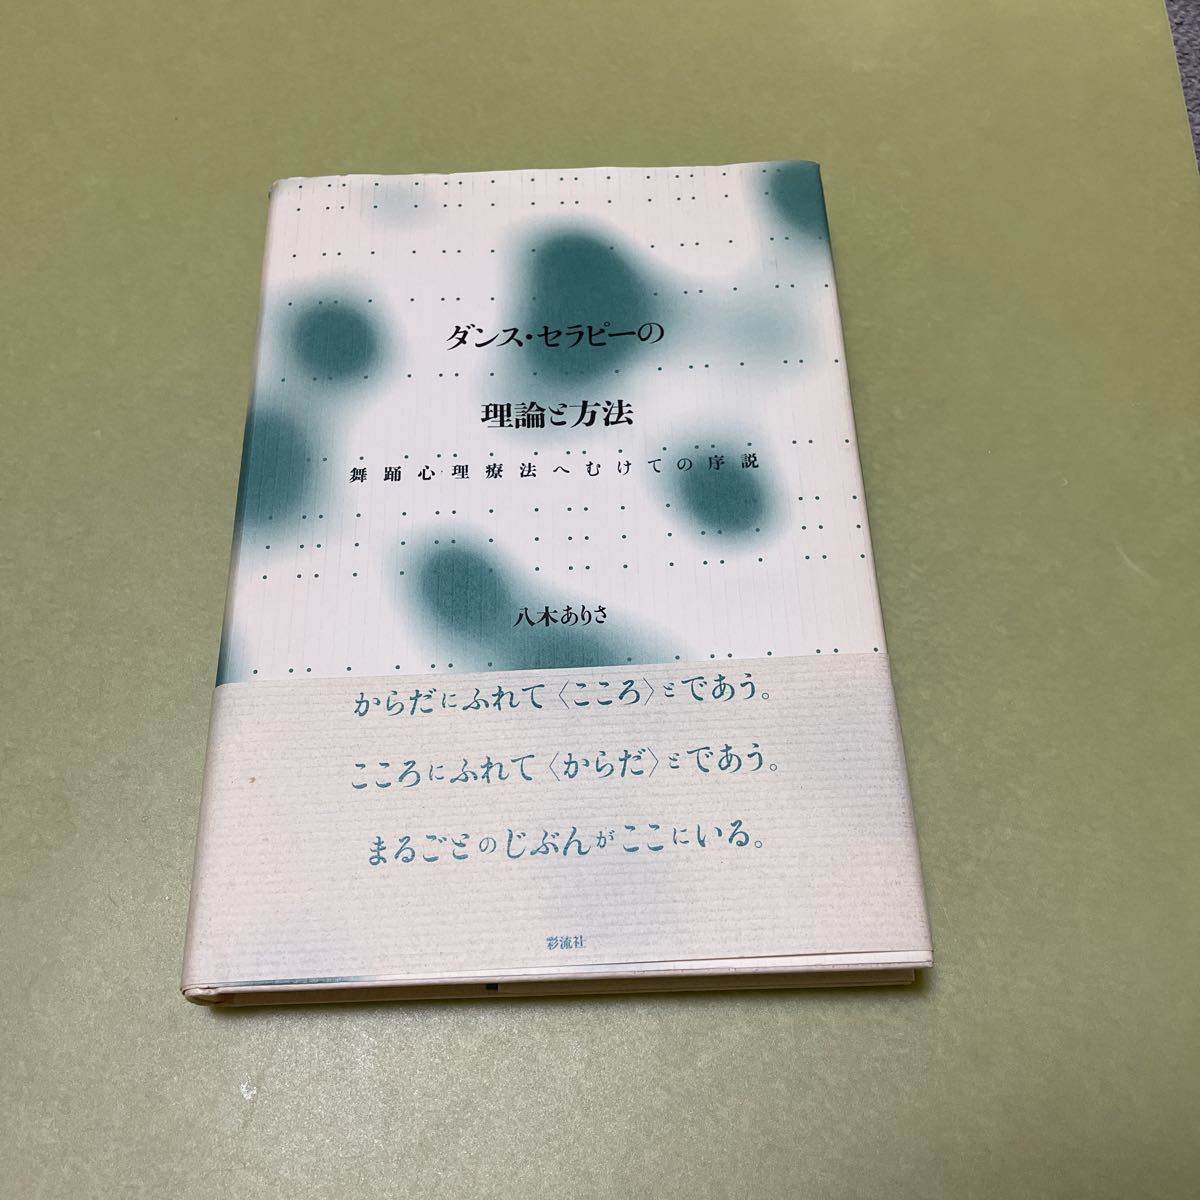 ダンス・セラピーの
理論と方法
舞踊心理療法へむけての序説
八木ありさ
からだにふれて〈こころ〉とであう。
こころにふれて〈からだ〉とであう。
まるごとのじぶんがここにいる。
彩流社